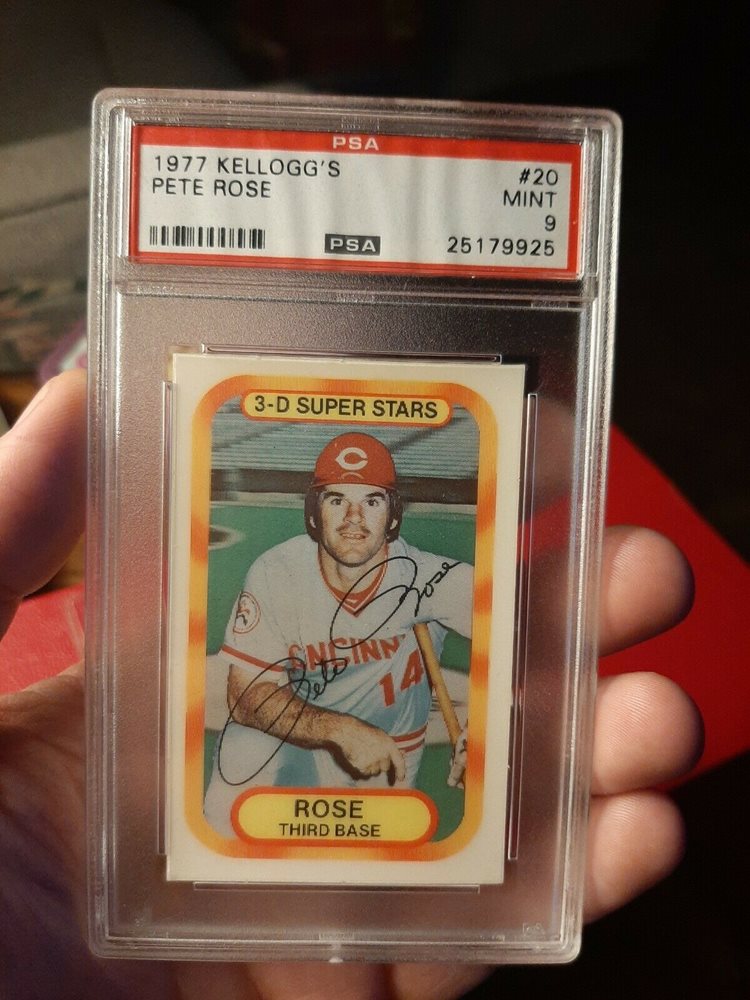 PSA
1977 KELLOGG'S #20
PETE ROSE MINT
9
PSA 25179925
3-D SUPER STARS
C
Pete Rose
CINCINN
14
ROSE
THIRD BASE